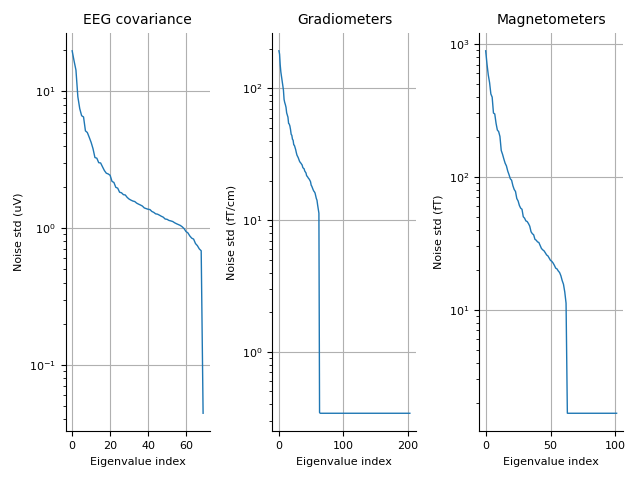 EEG covariance
Noise std (uV)
10¹
10⁰
10⁻¹
0 20 40 60
Eigenvalue index
Gradiometers
Noise std (fT/cm)
10²
10¹
10⁰
0 100 200
Eigenvalue index
Magnetometers
Noise std (fT)
10³
10²
10¹
0 50 100
Eigenvalue index